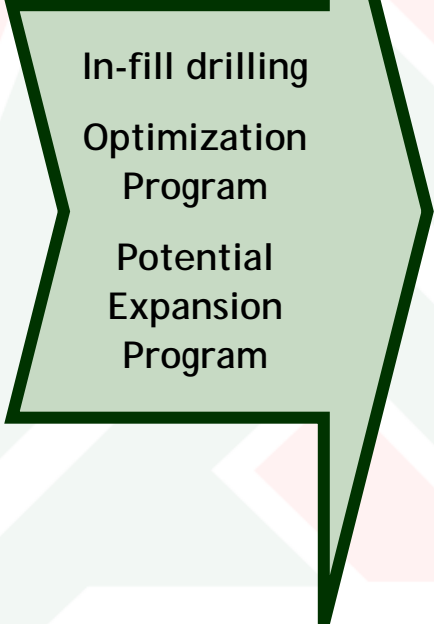 In-fill drilling
Optimization
Program
Potential
Expansion
Program